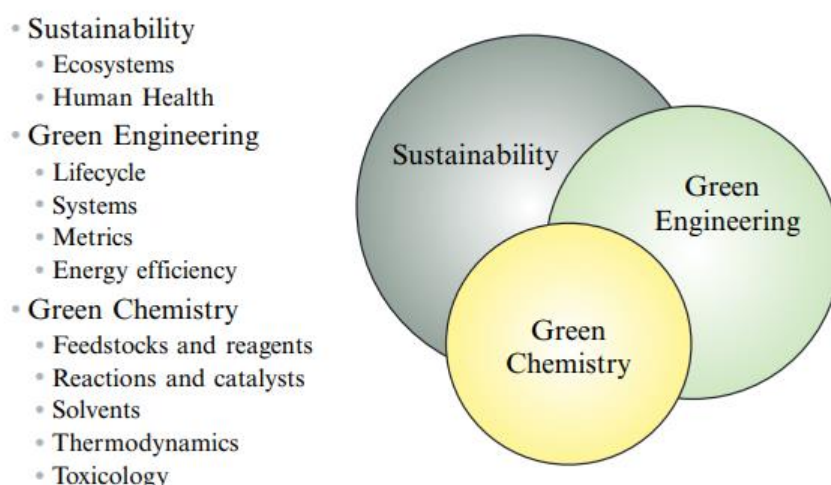 • Sustainability
• Ecosystems
• Human Health
• Green Engineering
• Lifecycle
• Systems
• Metrics
• Energy efficiency
• Green Chemistry
• Feedstocks and reagents
• Reactions and catalysts
• Solvents
• Thermodynamics
• Toxicology
Sustainability
Green
Engineering
Green
Chemistry